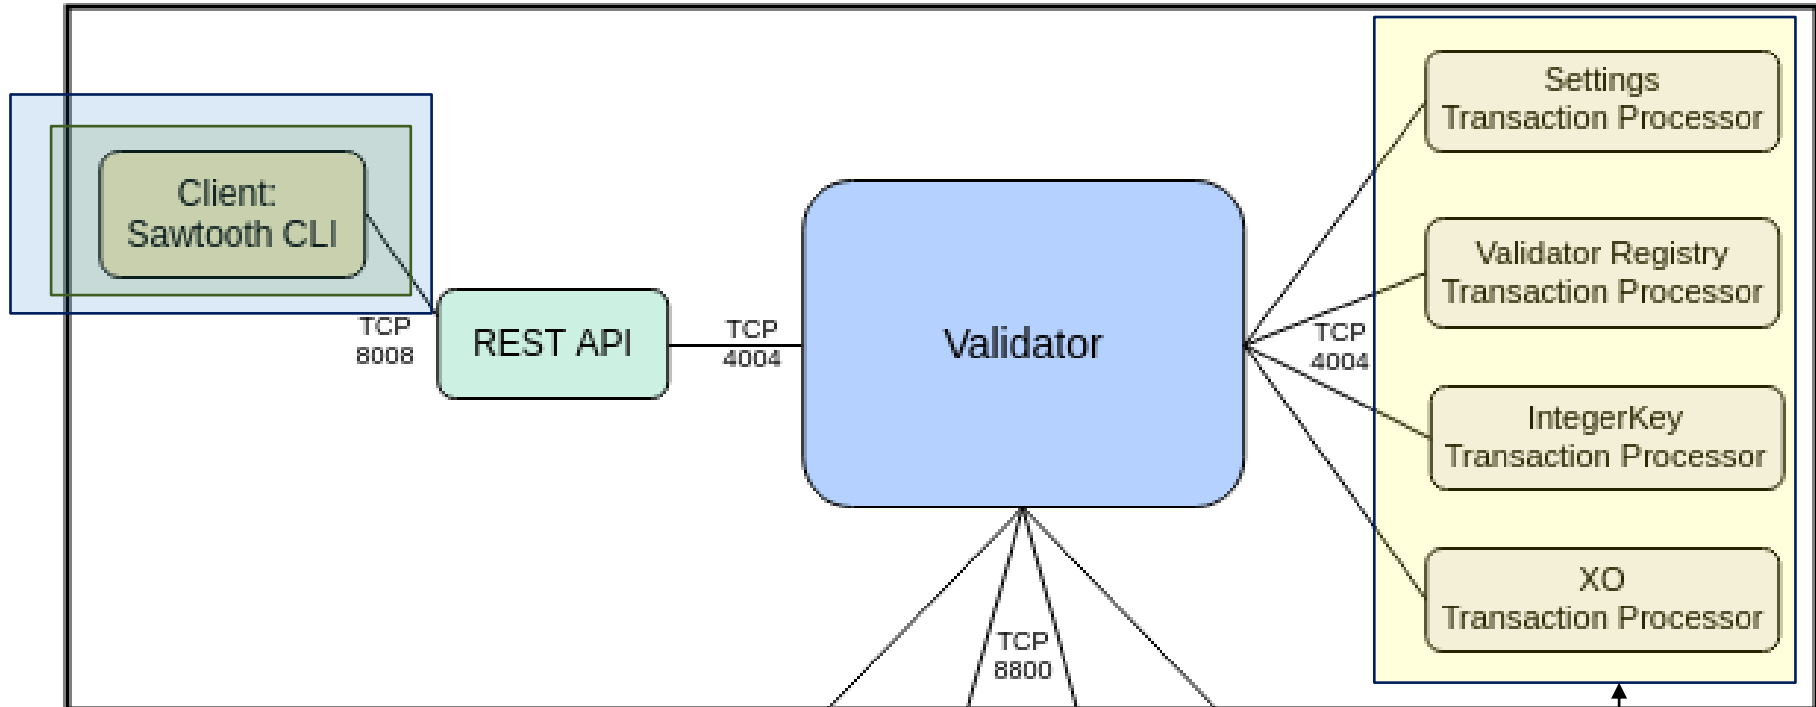 Client:
Sawtooth CLI
TCP
8008
REST API
TCP
4004
Validator
TCP
4004
Settings
Transaction Processor
Validator Registry
Transaction Processor
IntegerKey
Transaction Processor
XO
Transaction Processor
TCP
8800